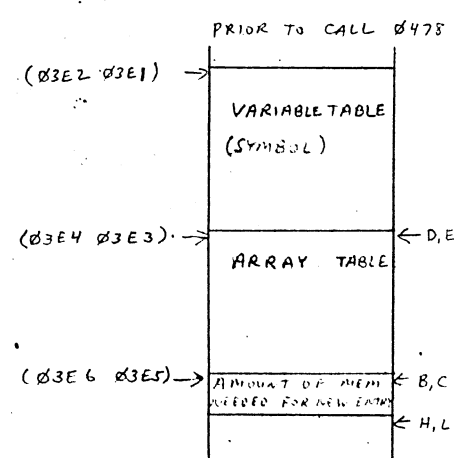 PRIOR TO CALL Ø478
(Ø3E2 Ø3E1) →
VARIABLE TABLE
(SYMBOL)
(Ø3E4 Ø3E3). →
← D,E
ARRAY TABLE
(Ø3E6 Ø3E5) →
AMOUNT OF MEM
← B,C
NEEDED FOR NEW ENTRY
← H,L